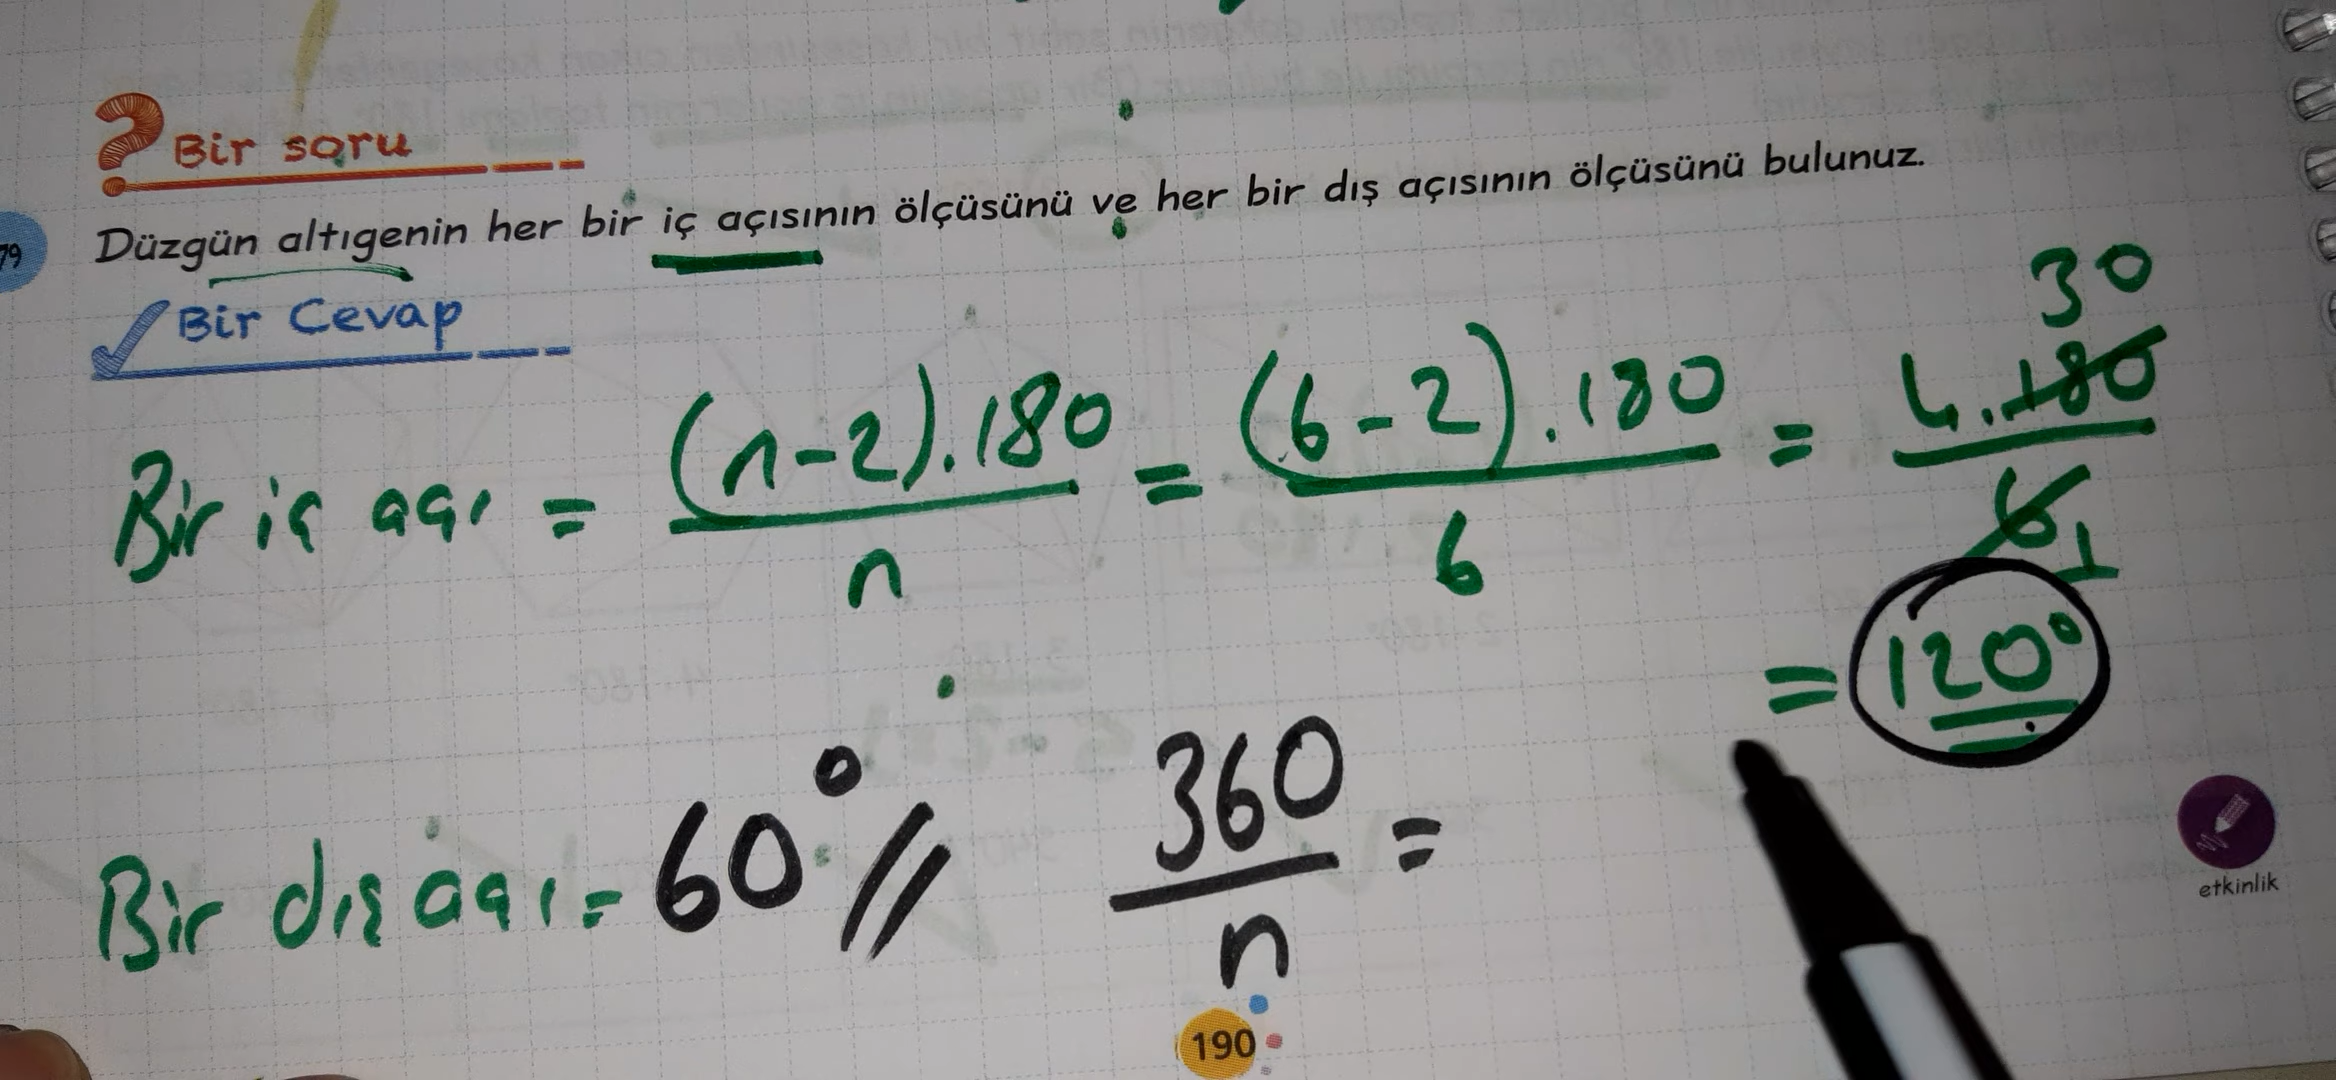 Bir soru
79
Düzgün altıgenin her bir iç açısının ölçüsünü ve her bir dış açısının ölçüsünü bulunuz.
Bir Cevap
Bir iç açı = (n-2).180 / n = (6-2).180 / 6 = 4.180 / 6
30
1
= 120°
Bir dış açı = 60° // 360 / n =
etkinlik
190